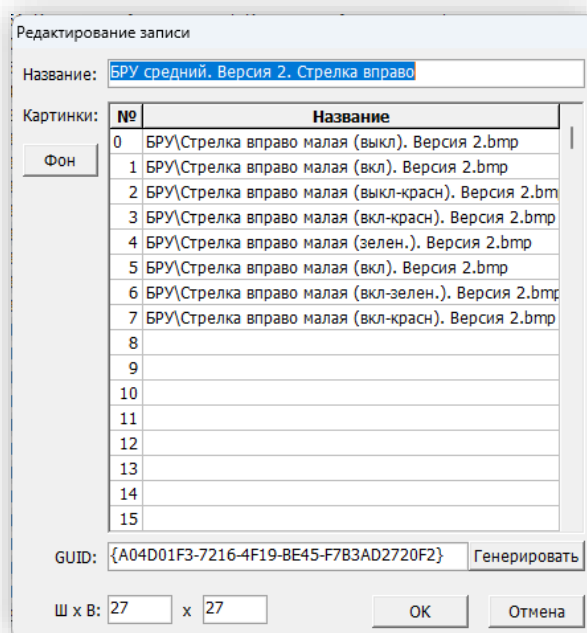 Редактирование записи
Название: БРУ средний. Версия 2. Стрелка вправо
Картинки: № Название
Фон
0 БРУ\Стрелка вправо малая (выкл). Версия 2.bmp
1 БРУ\Стрелка вправо малая (вкл). Версия 2.bmp
2 БРУ\Стрелка вправо малая (выкл-красн). Версия 2.bm
3 БРУ\Стрелка вправо малая (вкл-красн). Версия 2.bmp
4 БРУ\Стрелка вправо малая (зелен.). Версия 2.bmp
5 БРУ\Стрелка вправо малая (вкл). Версия 2.bmp
6 БРУ\Стрелка вправо малая (вкл-зелен.). Версия 2.bmp
7 БРУ\Стрелка вправо малая (вкл-красн). Версия 2.bmp
8
9
10
11
12
13
14
15
GUID: {A04D01F3-7216-4F19-BE45-F7B3AD2720F2} Генерировать
Ш x В: 27 x 27 ОК Отмена